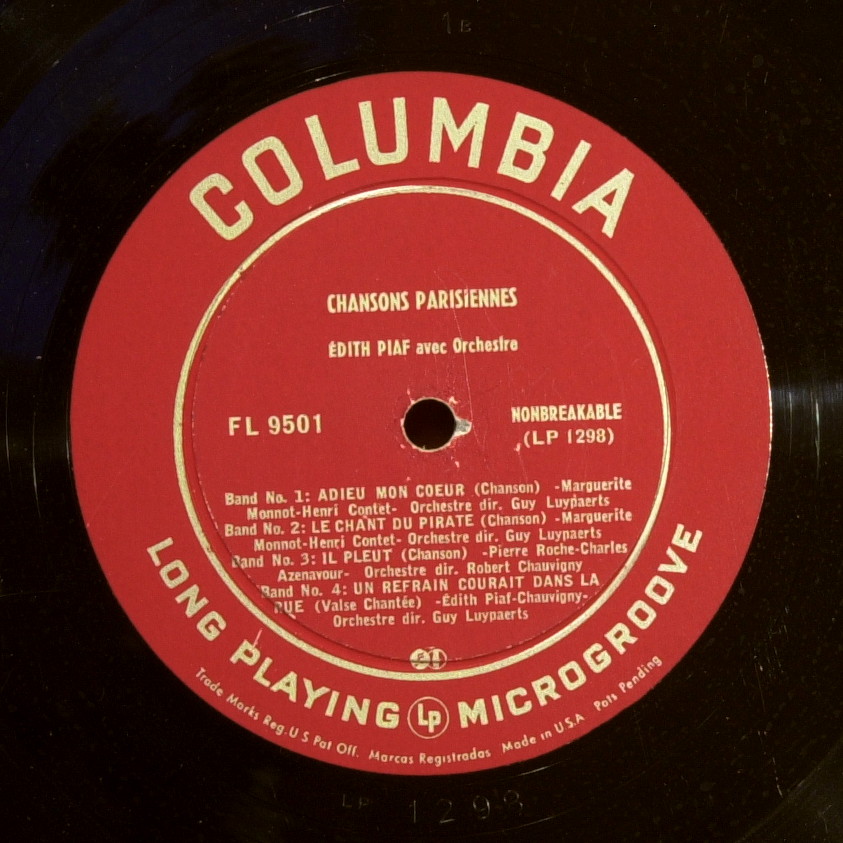 1B
COLUMBIA
CHANSONS PARISIENNES
ÉDITH PIAF avec Orchestre
FL 9501
NONBREAKABLE
(LP 1298)
Band No. 1: ADIEU MON COEUR (Chanson) -Marguerite
Monnot-Henri Contet- Orchestre dir. Guy Luypaerts
Band No. 2: LE CHANT DU PIRATE (Chanson) -Marguerite
Monnot-Henri Contet- Orchestre dir. Guy Luypaerts
Band No. 3: IL PLEUT (Chanson) -Pierre Roche-Charles
Azenavour- Orchestre dir. Robert Chauvigny
Band No. 4: UN REFRAIN COURAIT DANS LA
RUE (Valse Chantée) -Édith Piaf-Chauvigny-
Orchestre dir. Guy Luypaerts
LONG PLAYING Lp MICROGROOVE
Trade Marks Reg. U S Pat Off. Marcas Registradas Made in U.S.A Pats Pending
LP 1298